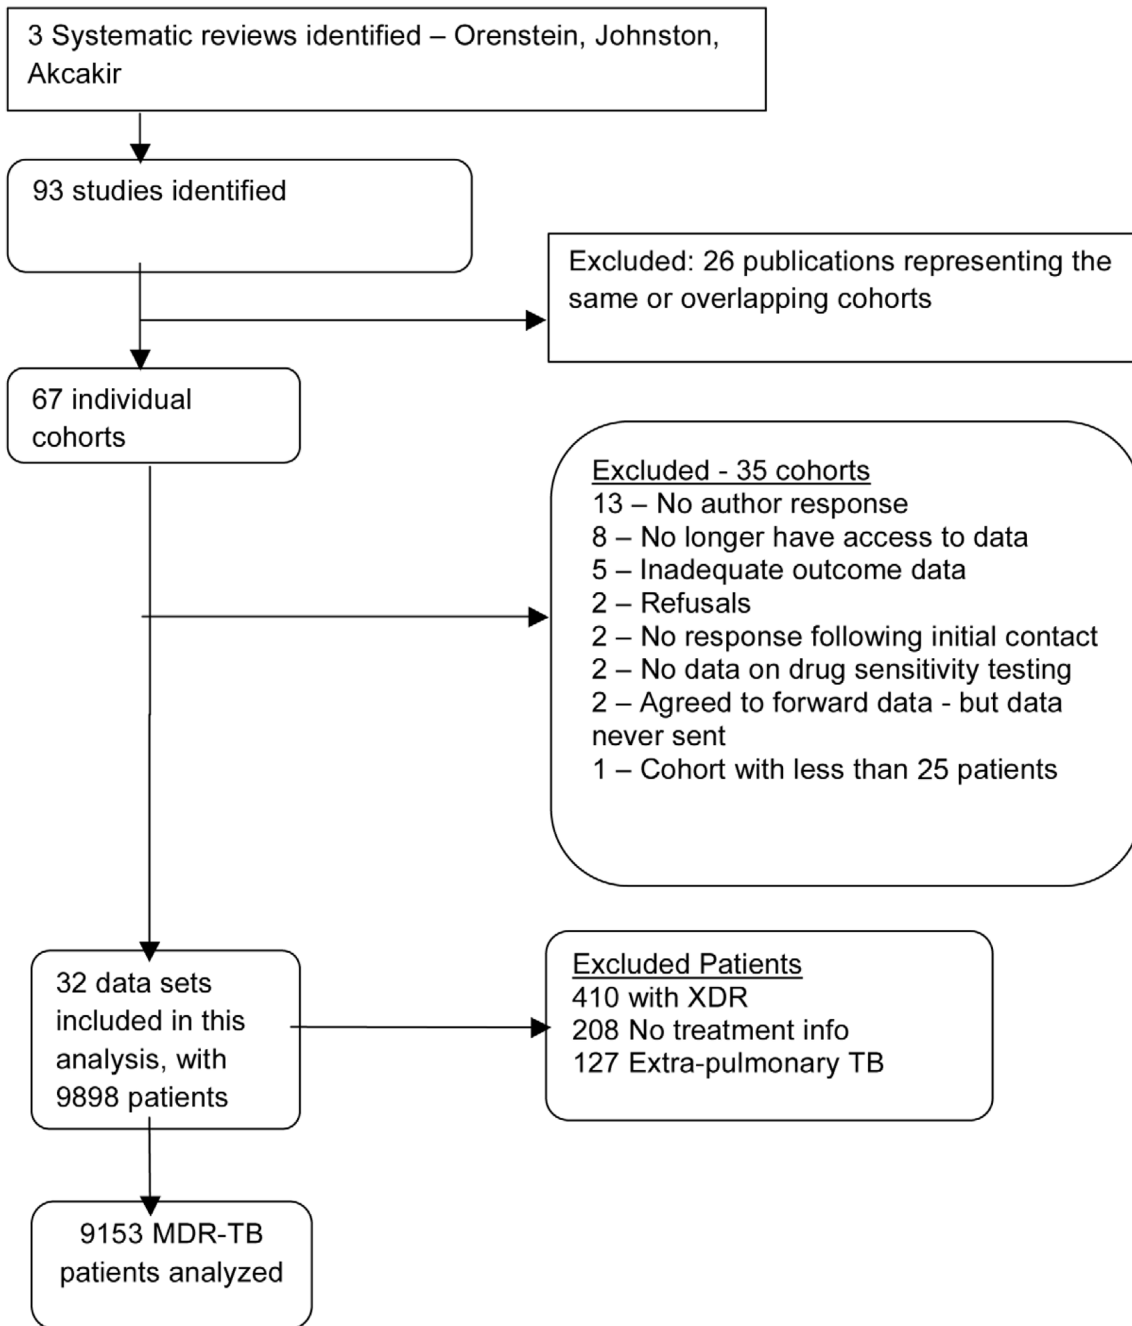 3 Systematic reviews identified – Orenstein, Johnston,
Akcakir
93 studies identified
Excluded: 26 publications representing the
same or overlapping cohorts
67 individual
cohorts
Excluded - 35 cohorts
13 – No author response
8 – No longer have access to data
5 – Inadequate outcome data
2 – Refusals
2 – No response following initial contact
2 – No data on drug sensitivity testing
2 – Agreed to forward data - but data
never sent
1 – Cohort with less than 25 patients
32 data sets
included in this
analysis, with
9898 patients
Excluded Patients
410 with XDR
208 No treatment info
127 Extra-pulmonary TB
9153 MDR-TB
patients analyzed